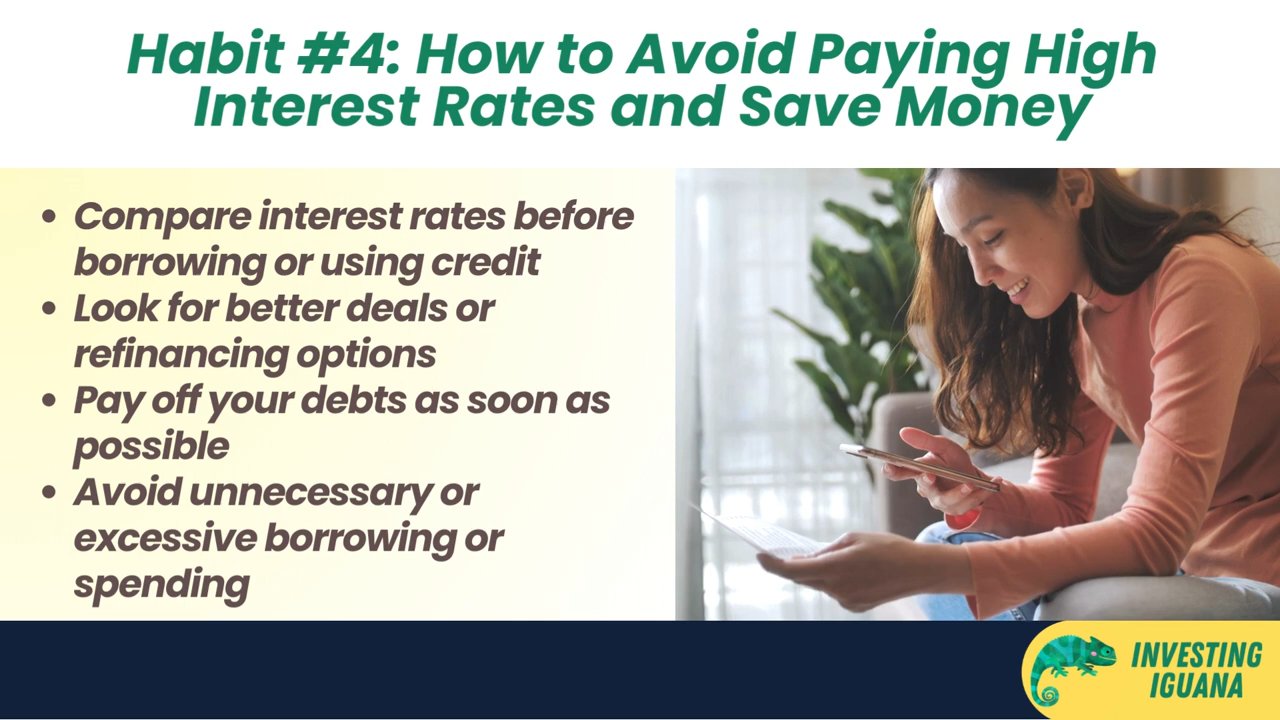 Habit #4: How to Avoid Paying High
Interest Rates and Save Money
• Compare interest rates before
borrowing or using credit
• Look for better deals or
refinancing options
• Pay off your debts as soon as
possible
• Avoid unnecessary or
excessive borrowing or
spending
INVESTING
IGUANA